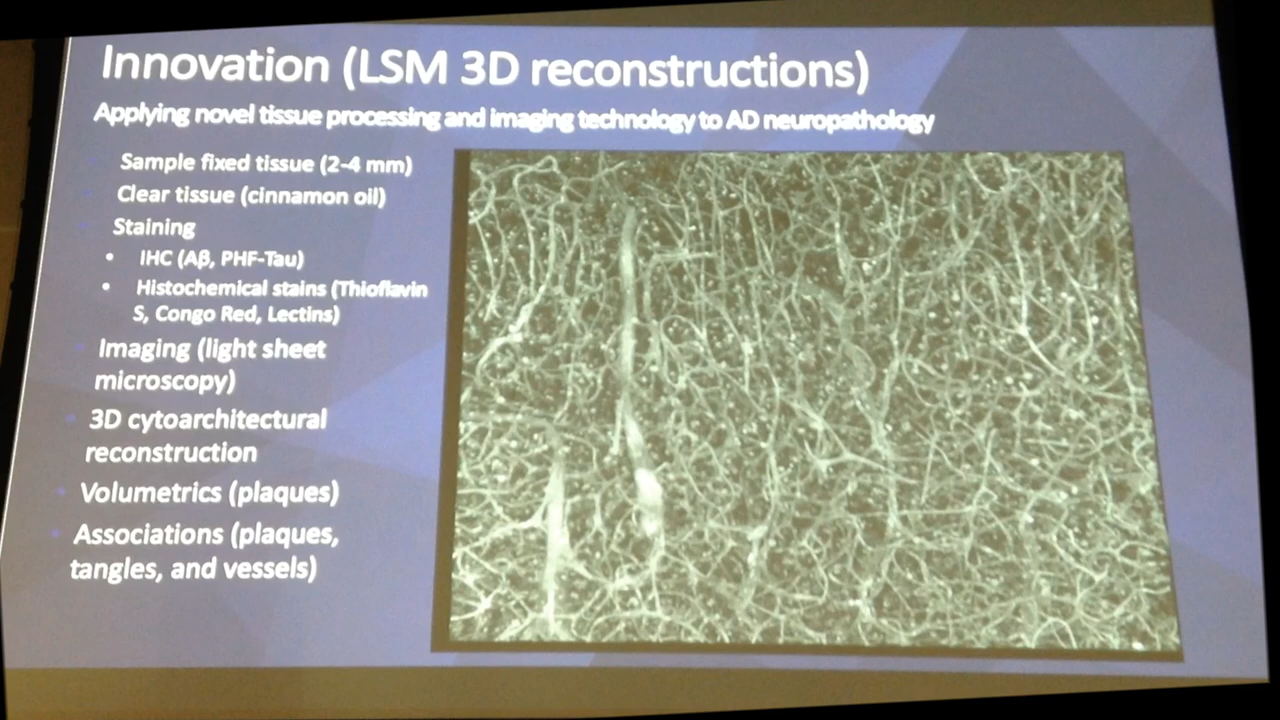 Innovation (LSM 3D reconstructions)
Applying novel tissue processing and imaging technology to AD neuropathology
Sample fixed tissue (2-4 mm)
Clear tissue (cinnamon oil)
Staining
• IHC (Aβ, PHF-Tau)
• Histochemical stains (Thioflavin
S, Congo Red, Lectins)
Imaging (light sheet
microscopy)
3D cytoarchitectural
reconstruction
Volumetrics (plaques)
Associations (plaques,
tangles, and vessels)